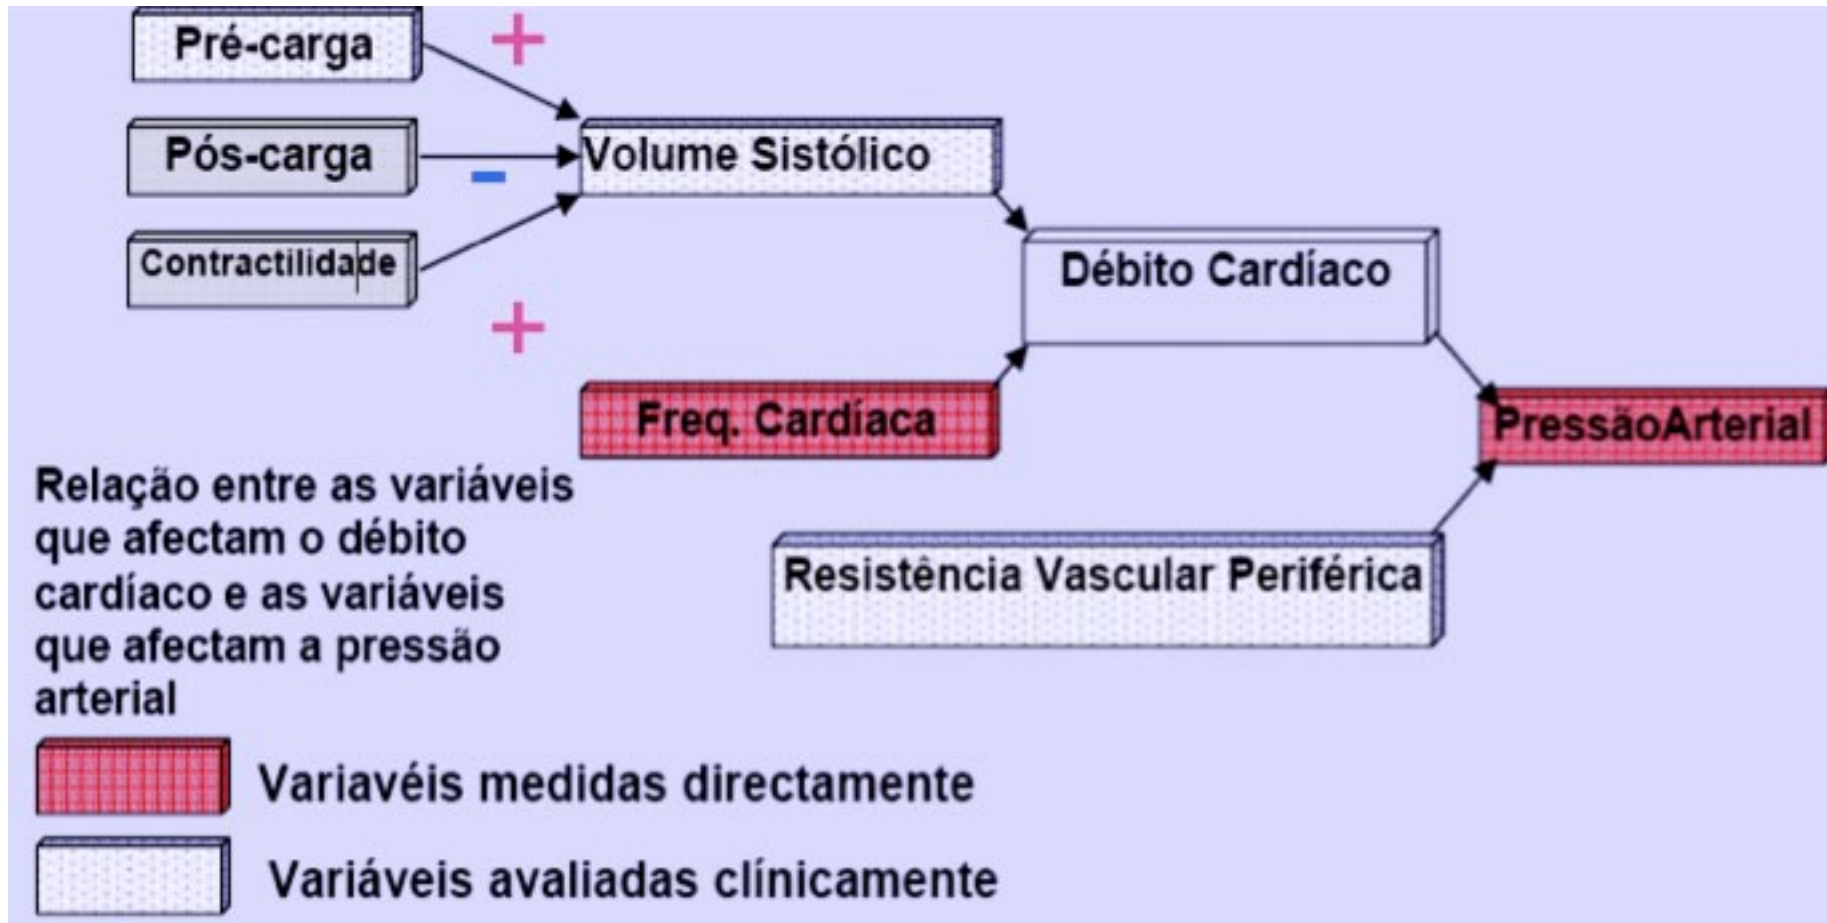 Pré-carga
+
Pós-carga
-
Volume Sistólico
Contractilidade
+
Débito Cardíaco
Freq. Cardíaca
PressãoArterial
Resistência Vascular Periférica
Relação entre as variáveis
que afectam o débito
cardíaco e as variáveis
que afectam a pressão
arterial
Variavéis medidas directamente
Variáveis avaliadas clínicamente